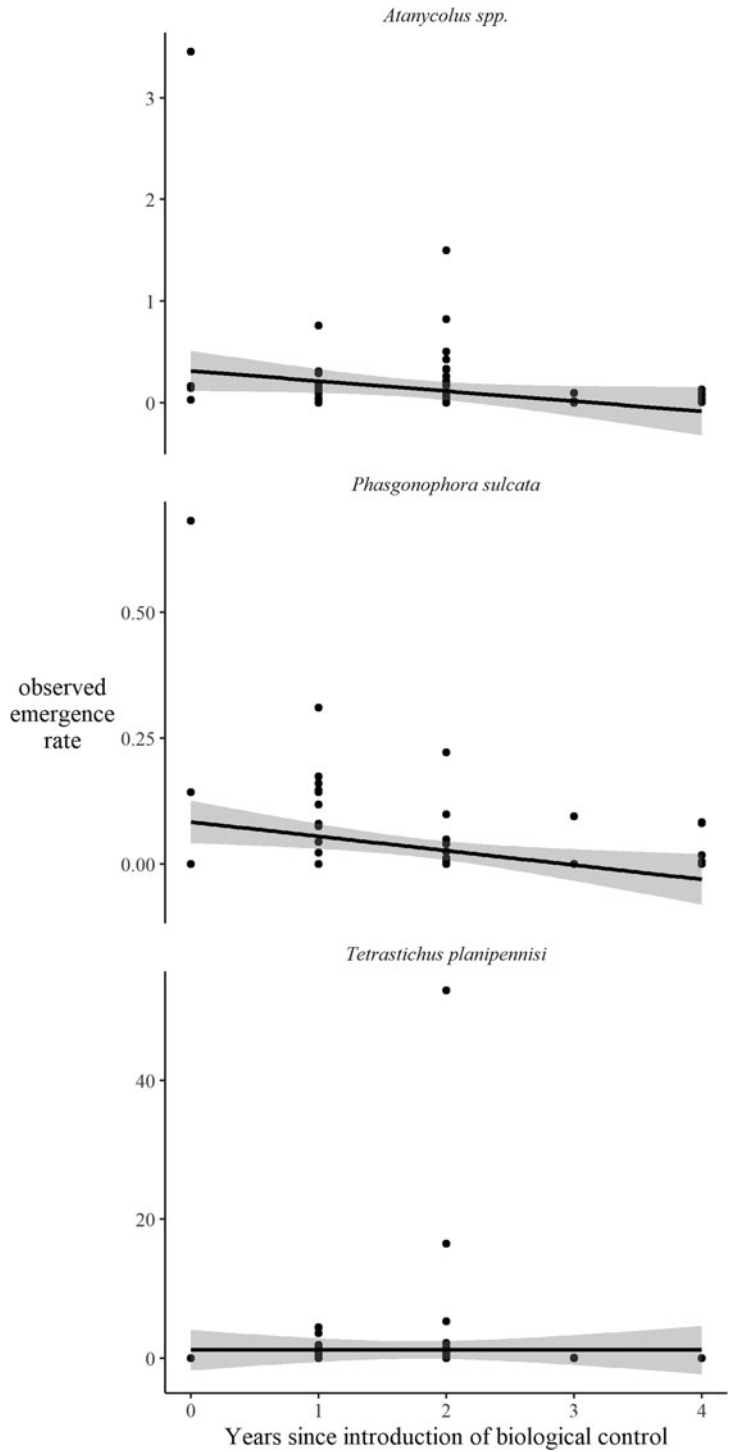 Atanycolus spp.
3
2
1
0
Phasgonophora sulcata
0.50
0.25
0.00
observed
emergence
rate
Tetrastichus planipennisi
40
20
0
0 1 2 3 4
Years since introduction of biological control